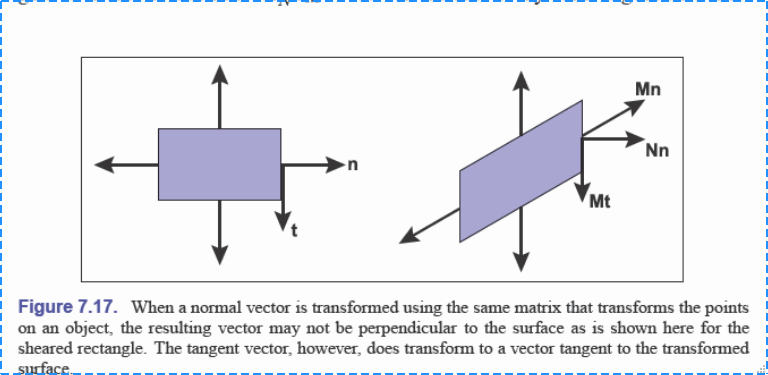 Mn
n
Nn
t
Mt
Figure 7.17. When a normal vector is transformed using the same matrix that transforms the points
on an object, the resulting vector may not be perpendicular to the surface as is shown here for the
sheared rectangle. The tangent vector, however, does transform to a vector tangent to the transformed
surface.